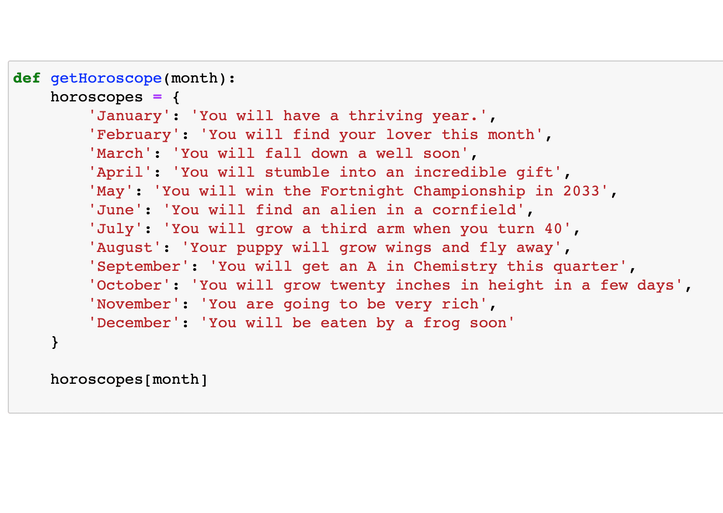 def getHoroscope(month):
    horoscopes = {
        'January': 'You will have a thriving year.',
        'February': 'You will find your lover this month',
        'March': 'You will fall down a well soon',
        'April': 'You will stumble into an incredible gift',
        'May': 'You will win the Fortnight Championship in 2033',
        'June': 'You will find an alien in a cornfield',
        'July': 'You will grow a third arm when you turn 40',
        'August': 'Your puppy will grow wings and fly away',
        'September': 'You will get an A in Chemistry this quarter',
        'October': 'You will grow twenty inches in height in a few days',
        'November': 'You are going to be very rich',
        'December': 'You will be eaten by a frog soon'
    }
    horoscopes[month]